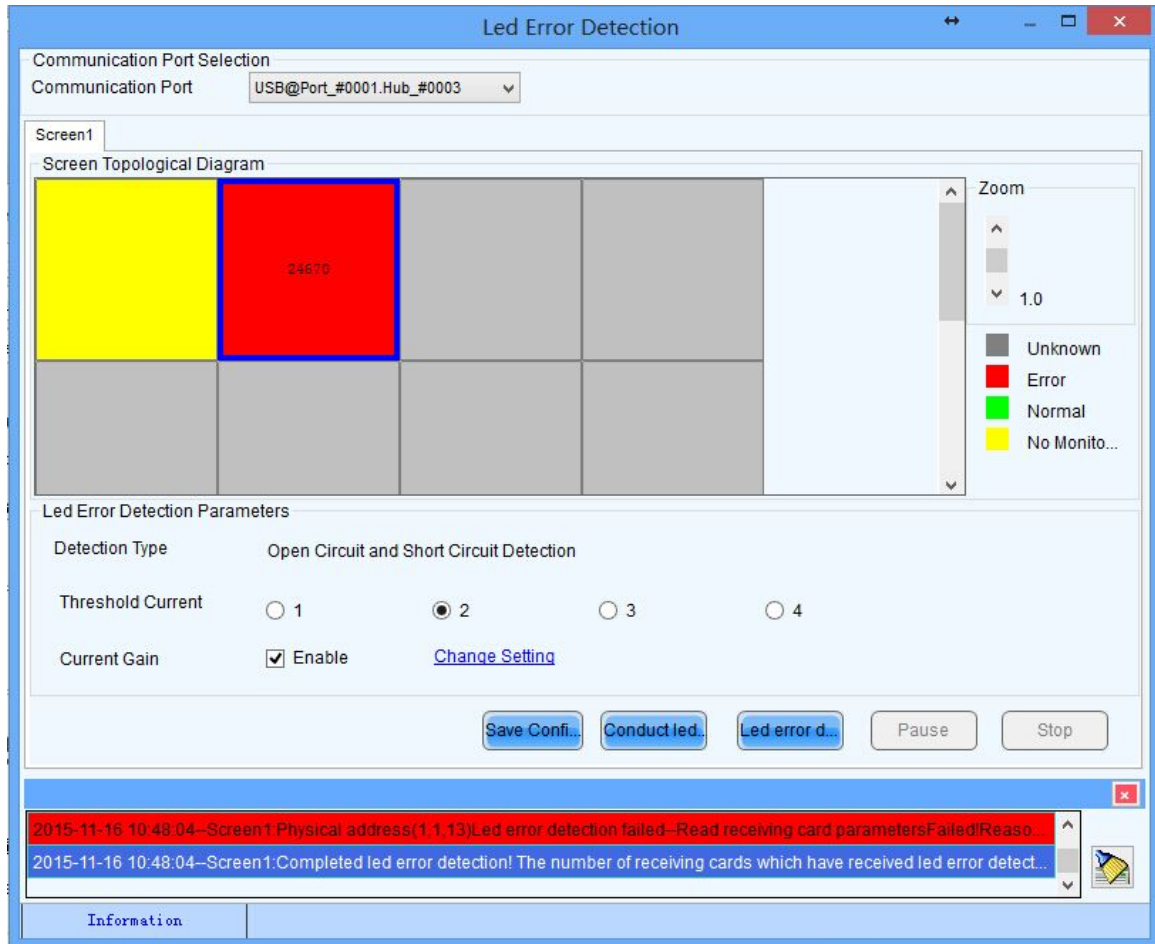 Led Error Detection
Communication Port Selection
Communication Port
USB@Port_#0001.Hub_#0003
Screen1
Screen Topological Diagram
24670
Zoom
1.0
Unknown
Error
Normal
No Monito...
Led Error Detection Parameters
Detection Type Open Circuit and Short Circuit Detection
Threshold Current 1 2 3 4
Current Gain Enable Change Setting
Save Confi... Conduct led.. Led error d... Pause Stop
2015-11-16 10:48:04--Screen1:Physical address(1,1,13)Led error detection failed--Read receiving card parametersFailed!Reaso...
2015-11-16 10:48:04--Screen1:Completed led error detection! The number of receiving cards which have received led error detect...
Information